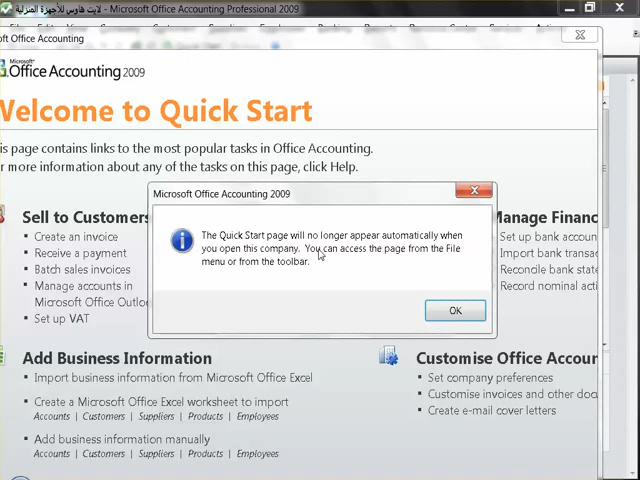 لايت هاوس للأجهزة المنزلية - Microsoft Office Accounting Professional 2009
ft Office Accounting
Microsoft®
Office Accounting 2009
Welcome to Quick Start
is page contains links to the most popular tasks in Office Accounting.
r more information about any of the tasks on this page, click Help.
Microsoft Office Accounting 2009
The Quick Start page will no longer appear automatically when
you open this company. You can access the page from the File
menu or from the toolbar.
OK
Sell to Customers
Create an invoice
Receive a payment
Batch sales invoices
Manage accounts in
Microsoft Office Outloo
Set up VAT
Manage Financ
Set up bank accoun
Import bank transac
Reconcile bank state
Record nominal acti
Add Business Information
Import business information from Microsoft Office Excel
Create a Microsoft Office Excel worksheet to import
Accounts | Customers | Suppliers | Products | Employees
Add business information manually
Accounts | Customers | Suppliers | Products | Employees
Customise Office Accoun
Set company preferences
Customise invoices and other docu
Create e-mail cover letters